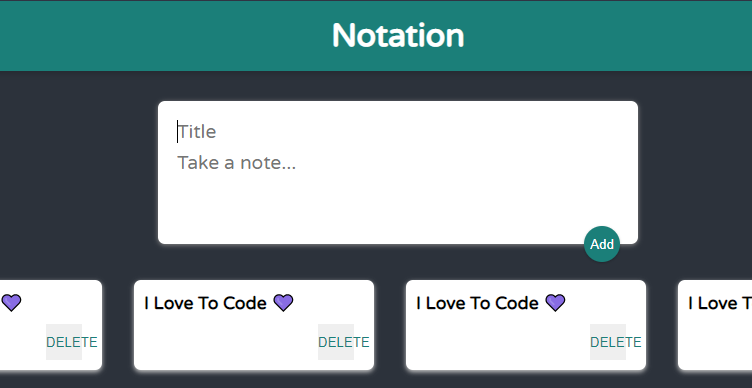 Notation
Title
Take a note...
Add
I Love To Code 💜
I Love To Code 💜
I Love T
DELETE
DELETE
DELETE